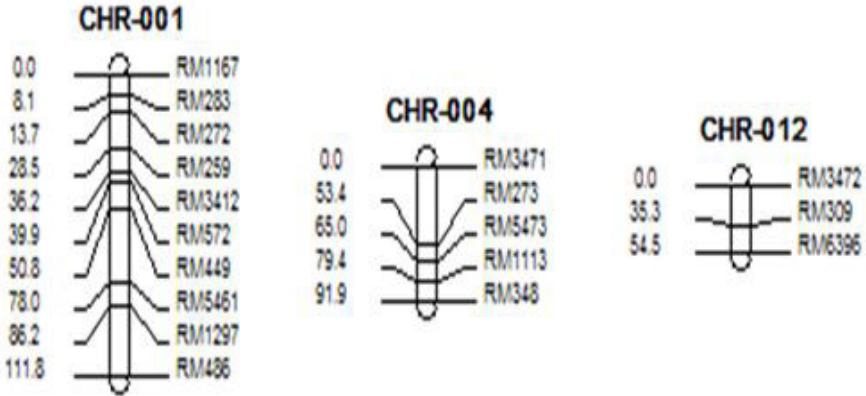 CHR-001
0.0 RM1167
8.1 RM283
13.7 RM272
28.5 RM259
36.2 RM3412
39.9 RM572
50.8 RM449
78.0 RM5461
86.2 RM1297
111.8 RM486
CHR-004
0.0 RM3471
53.4 RM273
65.0 RM5473
79.4 RM1113
91.9 RM348
CHR-012
0.0 RM3472
35.3 RM309
54.5 RM6396